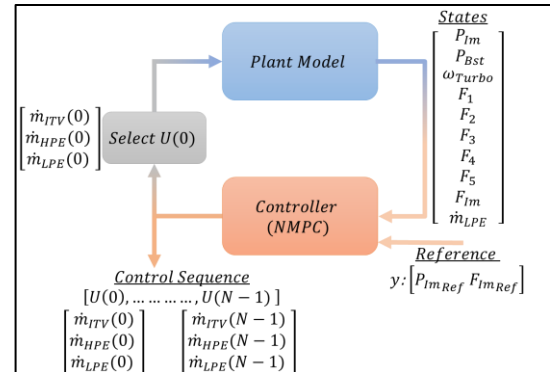 States
P_Im
P_Bst
ω_Turbo
F_1
F_2
F_3
F_4
F_5
F_Im
ṁ_LPE
Plant Model
ṁ_ITV(0)
ṁ_HPE(0)
ṁ_LPE(0)
Select U(0)
Controller
(NMPC)
Reference
y: [P_Im_Ref F_Im_Ref]
Control Sequence
[U(0), … … … … , U(N − 1) ]
ṁ_ITV(0) ṁ_ITV(N − 1)
ṁ_HPE(0) ṁ_HPE(N − 1)
ṁ_LPE(0) ṁ_LPE(N − 1)